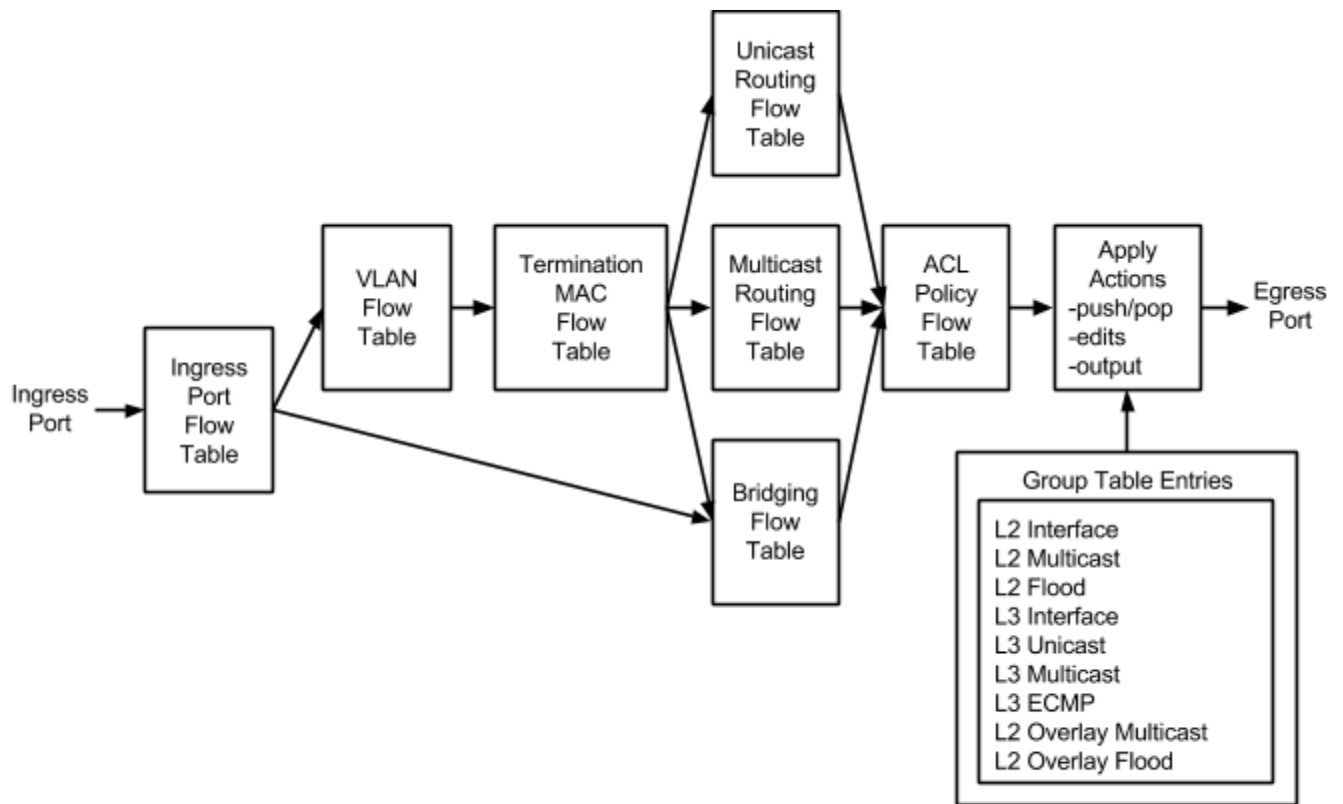 Ingress
Port
Ingress
Port
Flow
Table
VLAN
Flow
Table
Termination
MAC
Flow
Table
Unicast
Routing
Flow
Table
Multicast
Routing
Flow
Table
Bridging
Flow
Table
ACL
Policy
Flow
Table
Apply
Actions
-push/pop
-edits
-output
Egress
Port
Group Table Entries
L2 Interface
L2 Multicast
L2 Flood
L3 Interface
L3 Unicast
L3 Multicast
L3 ECMP
L2 Overlay Multicast
L2 Overlay Flood